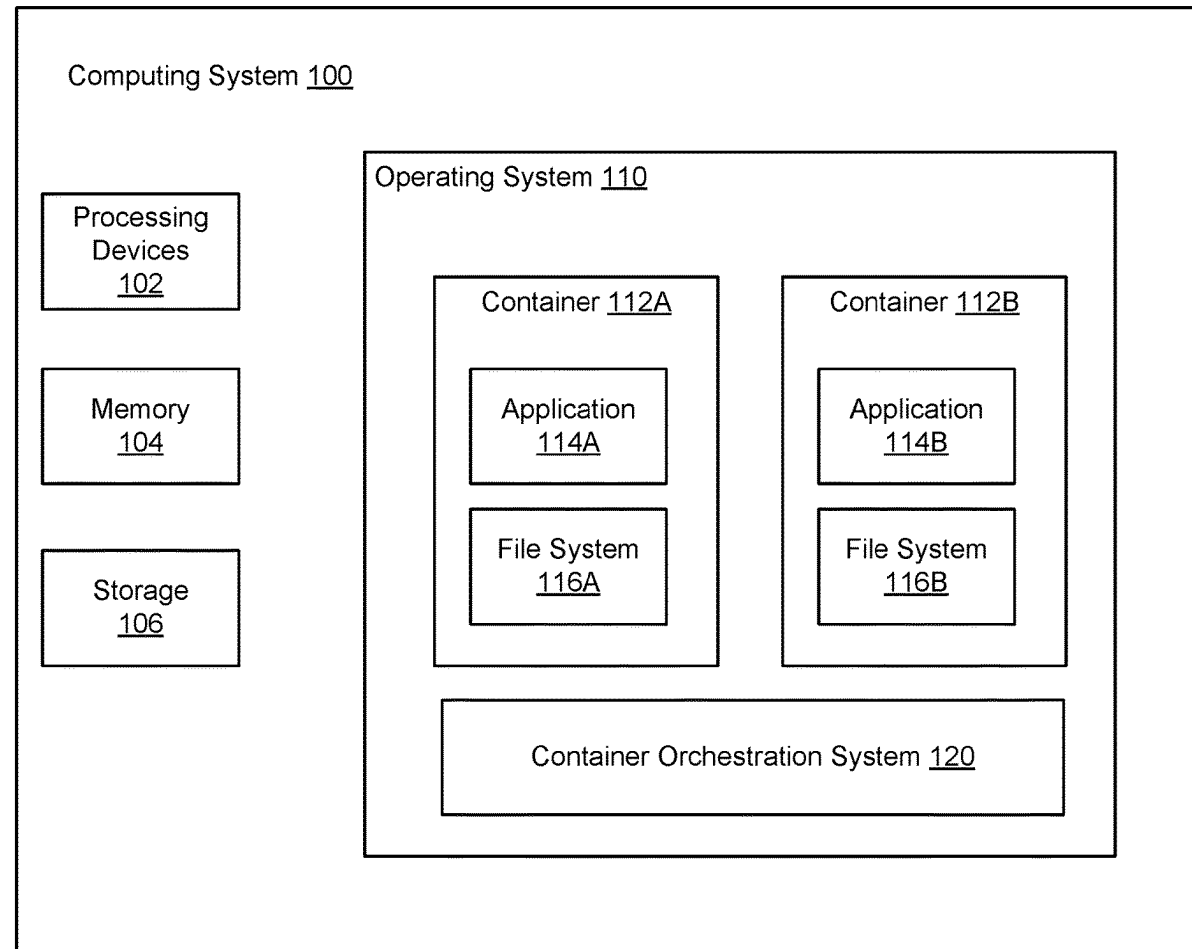 Computing System 100
Operating System 110
Processing
Devices
102
Memory
104
Storage
106
Container 112A
Application
114A
File System
116A
Container 112B
Application
114B
File System
116B
Container Orchestration System 120